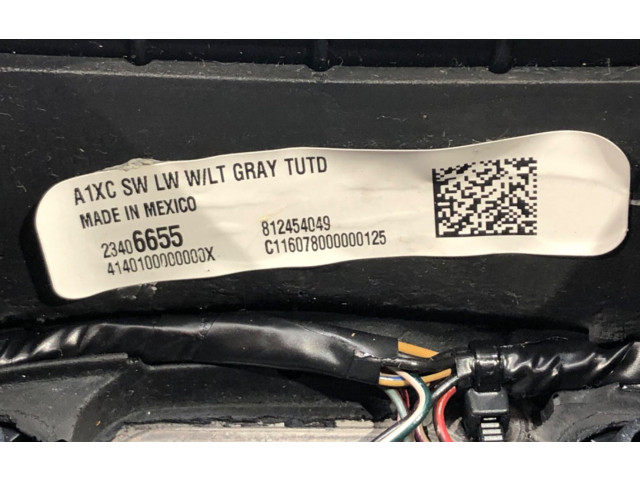 A1XC SW LW W/LT GRAY TUTD
MADE IN MEXICO
23406655 812454049
4140100000000X C116078000000125